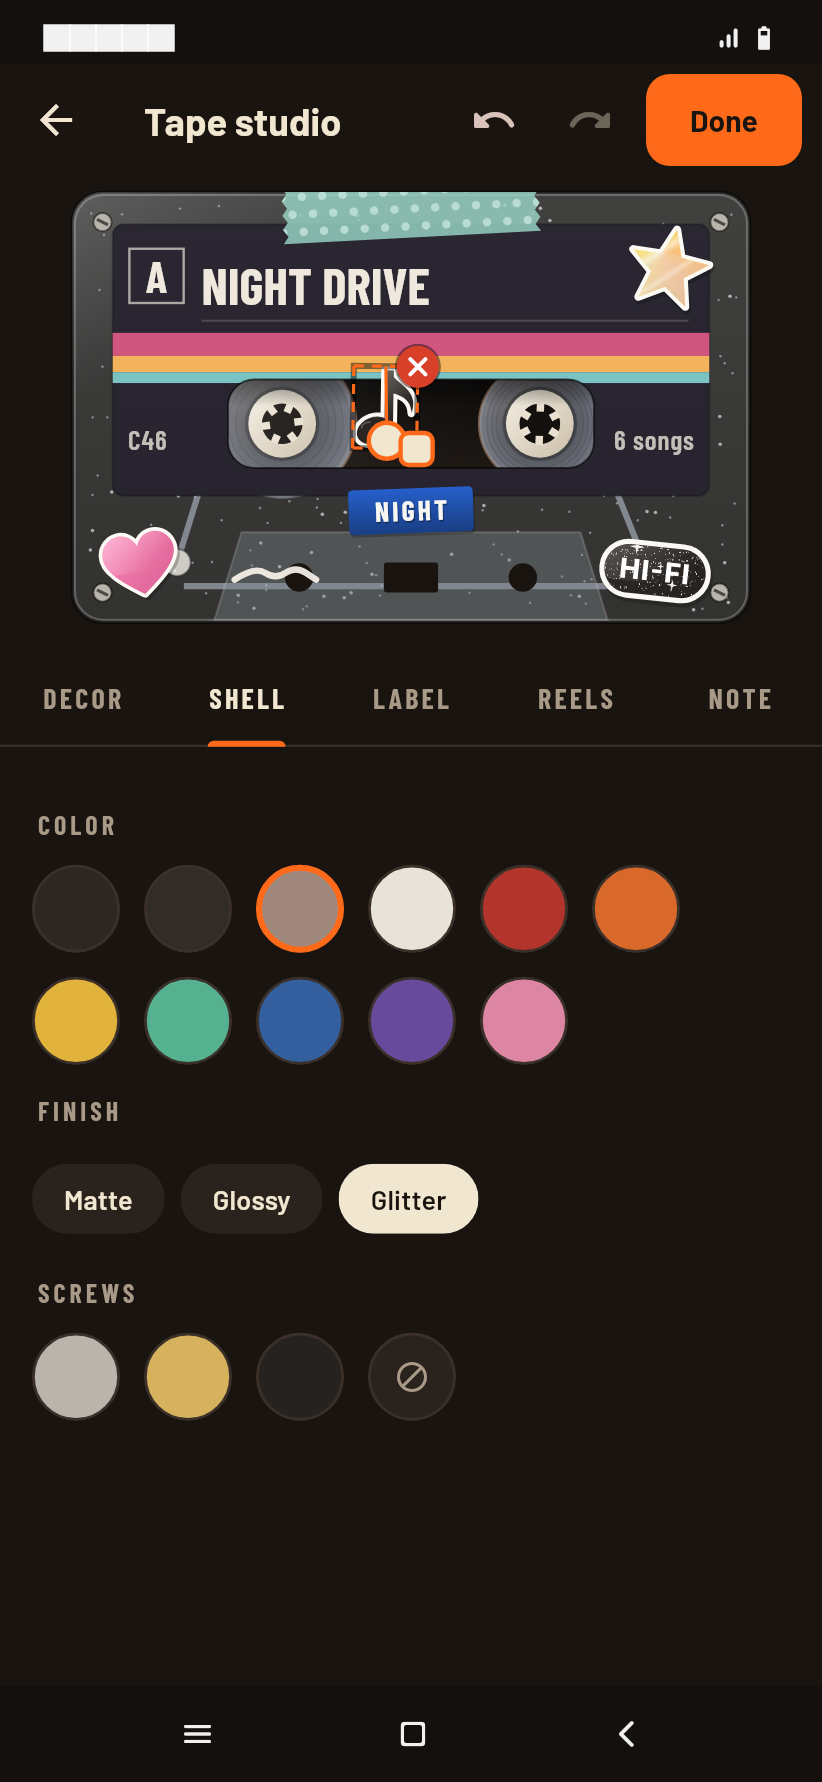 Tape studio
Done
A
NIGHT DRIVE
C46
6 songs
NIGHT
HI-FI
DECOR
SHELL
LABEL
REELS
NOTE
COLOR
FINISH
Matte
Glossy
Glitter
SCREWS